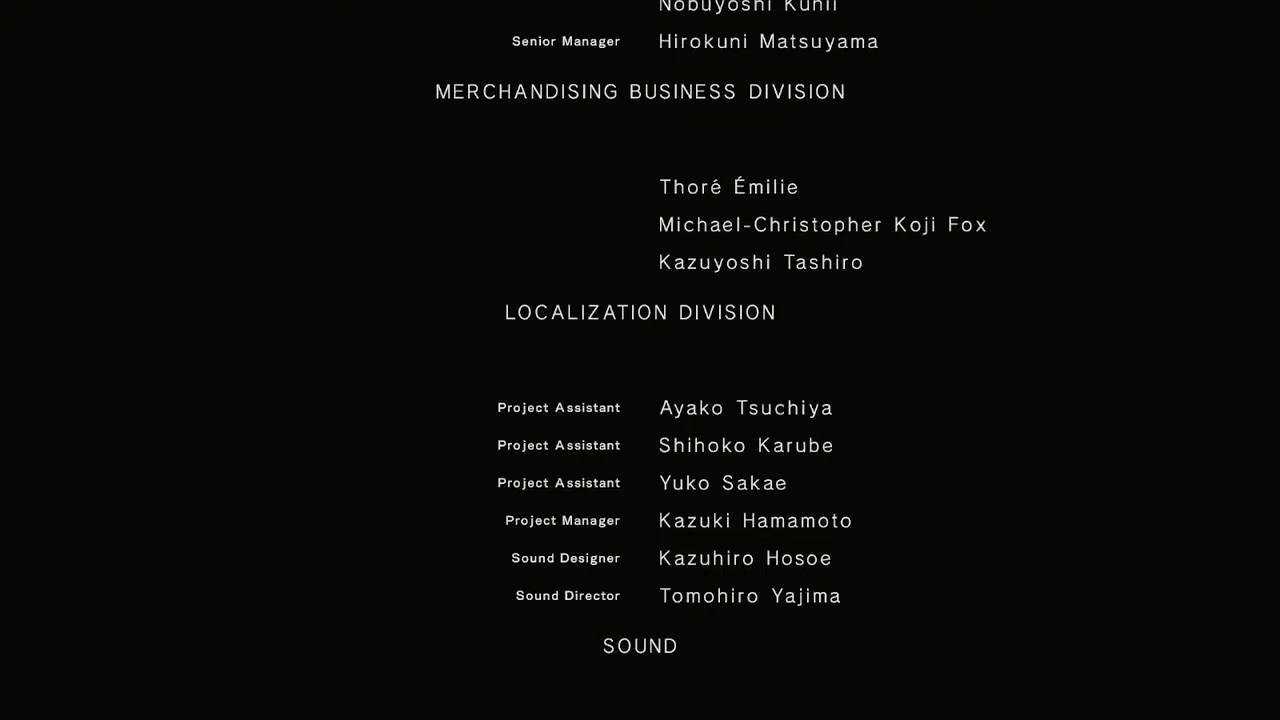 Nobuyoshi Kunii
Senior Manager Hirokuni Matsuyama
MERCHANDISING BUSINESS DIVISION
Thoré Émilie
Michael-Christopher Koji Fox
Kazuyoshi Tashiro
LOCALIZATION DIVISION
Project Assistant Ayako Tsuchiya
Project Assistant Shihoko Karube
Project Assistant Yuko Sakae
Project Manager Kazuki Hamamoto
Sound Designer Kazuhiro Hosoe
Sound Director Tomohiro Yajima
SOUND